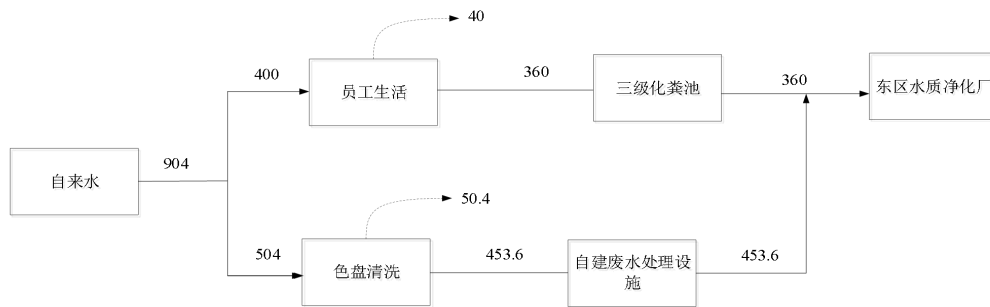 40
400
员工生活
360
三级化粪池
360
东区水质净化厂
904
自来水
50.4
504
色盘清洗
453.6
自建废水处理设
施
453.6